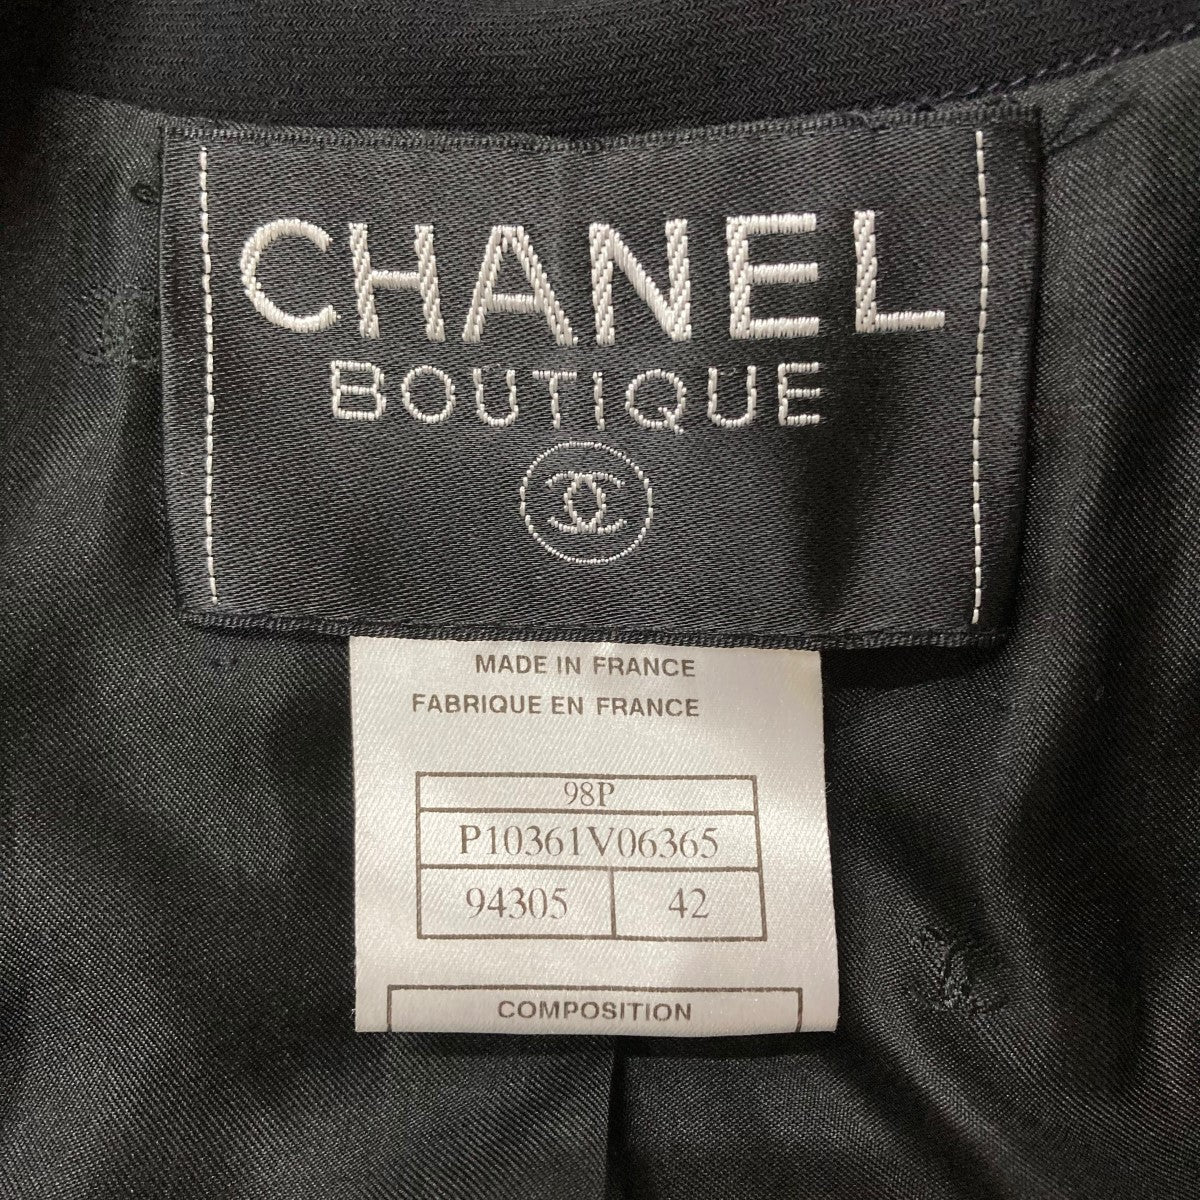 CHANEL
BOUTIQUE
MADE IN FRANCE
FABRIQUE EN FRANCE
98P
P10361V06365
94305 42
COMPOSITION